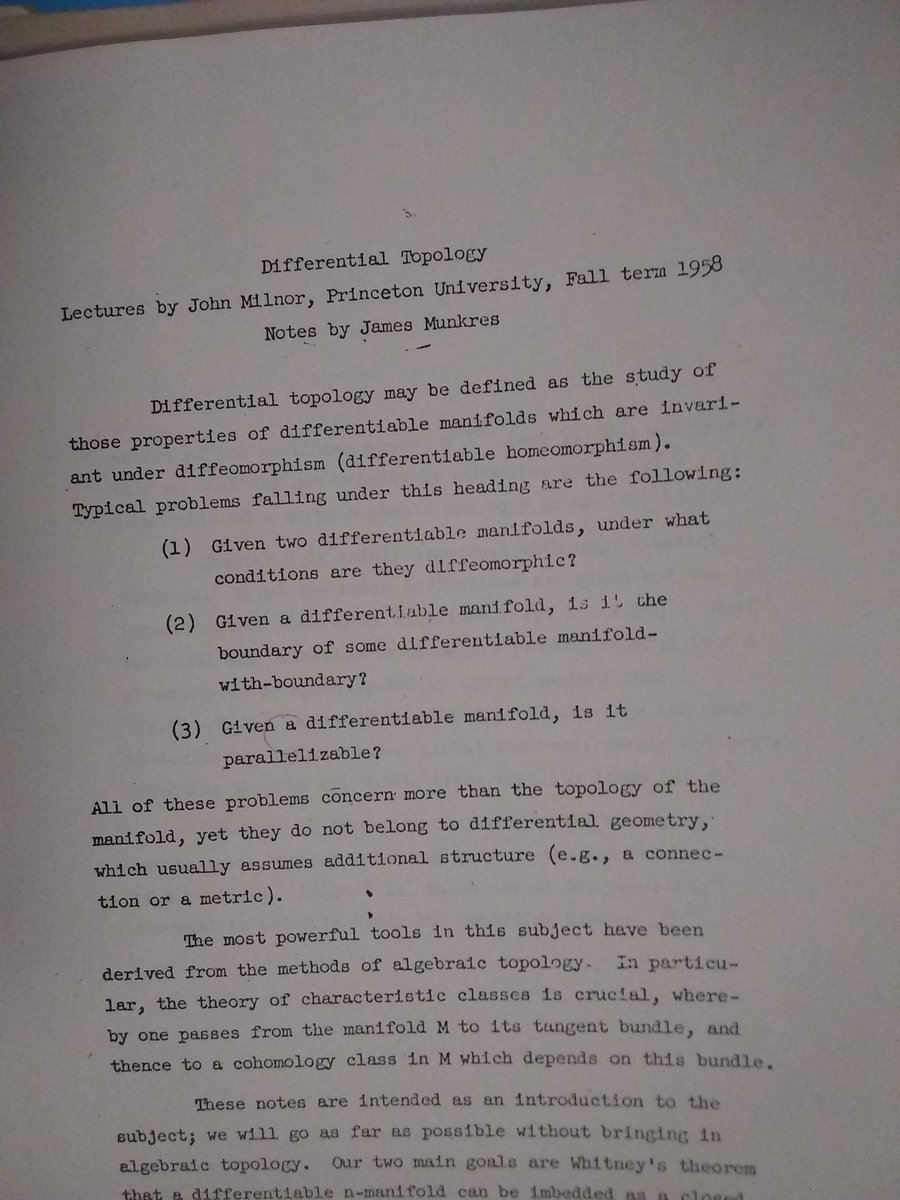 Differential Topology
Lectures by John Milnor, Princeton University, Fall term 1958
Notes by James Munkres
Differential topology may be defined as the study of
those properties of differentiable manifolds which are invari-
ant under diffeomorphism (differentiable homeomorphism).
Typical problems falling under this heading are the following:
(1) Given two differentiable manifolds, under what
conditions are they diffeomorphic?
(2) Given a differentiable manifold, is it the
boundary of some differentiable manifold-
with-boundary?
(3) Given a differentiable manifold, is it
parallelizable?
All of these problems concern more than the topology of the
manifold, yet they do not belong to differential geometry,
which usually assumes additional structure (e.g., a connec-
tion or a metric).
The most powerful tools in this subject have been
derived from the methods of algebraic topology. In particu-
lar, the theory of characteristic classes is crucial, where-
by one passes from the manifold M to its tangent bundle, and
thence to a cohomology class in M which depends on this bundle.
These notes are intended as an introduction to the
subject; we will go as far as possible without bringing in
algebraic topology. Our two main goals are Whitney's theorem
that a differentiable n-manifold can be imbedded as a closed